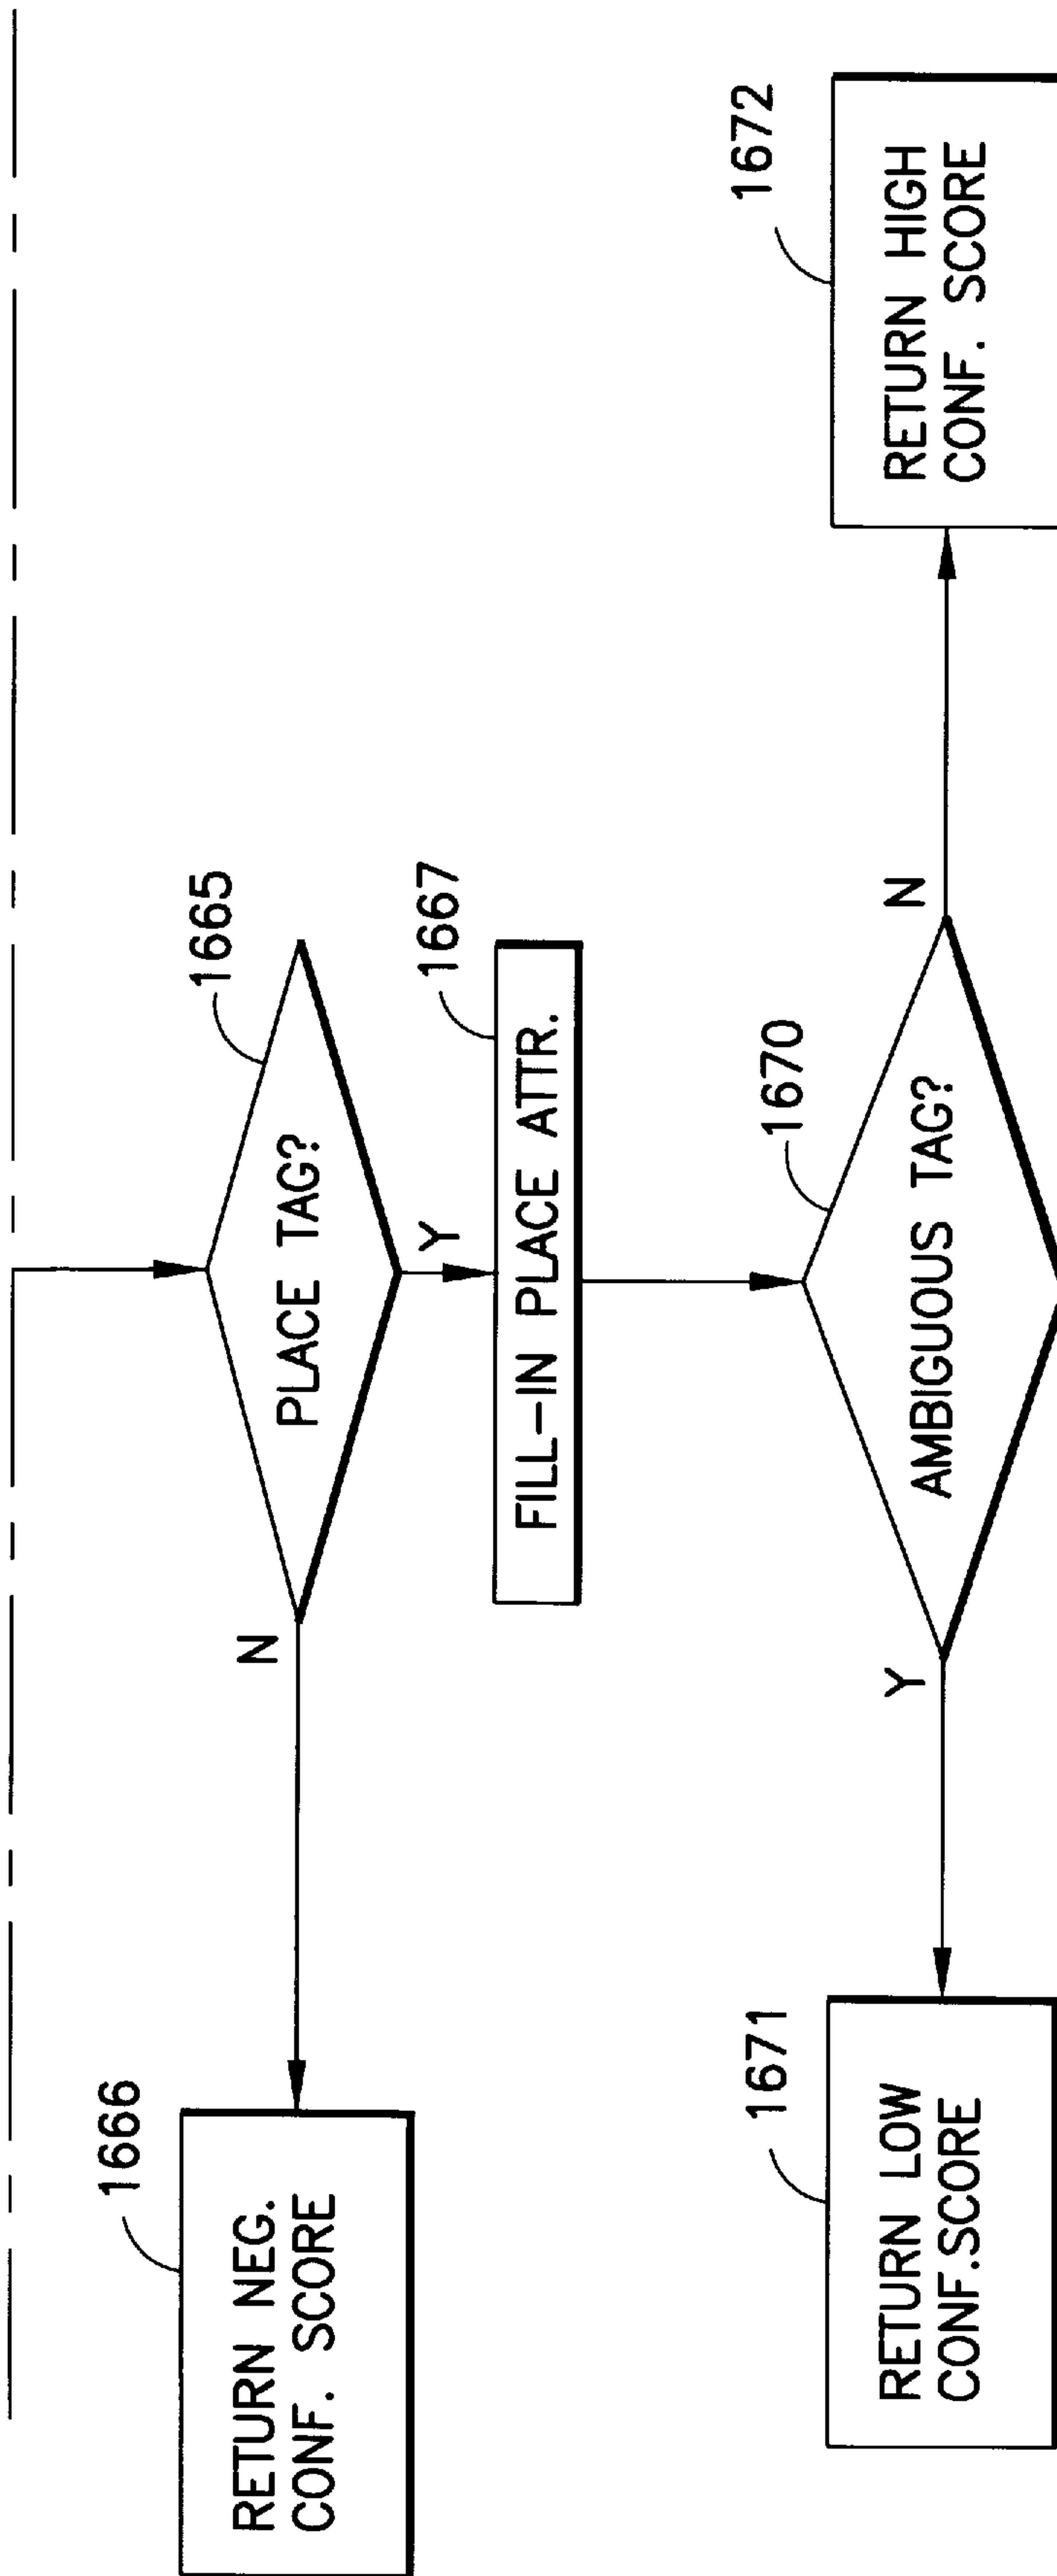 1665
PLACE TAG?
N
Y
1666
RETURN NEG.
CONF. SCORE
1667
FILL-IN PLACE ATTR.
1670
AMBIGUOUS TAG?
Y
N
1671
RETURN LOW
CONF.SCORE
1672
RETURN HIGH
CONF. SCORE